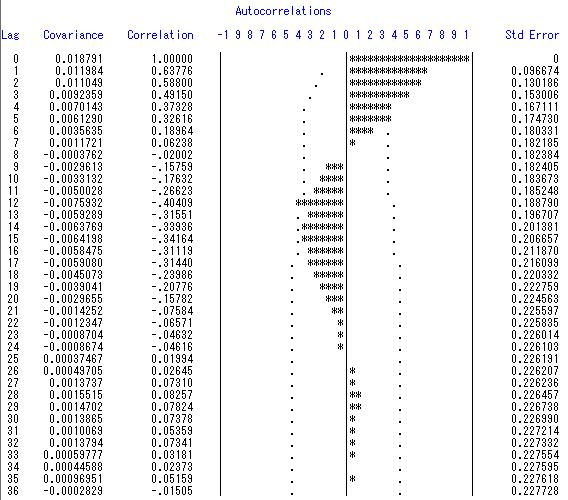 Autocorrelations
Lag Covariance Correlation -1 9 8 7 6 5 4 3 2 1 0 1 2 3 4 5 6 7 8 9 1 Std Error
0 0.018791 1.00000 | |********************| 0
1 0.011984 0.63776 | . |************* | 0.096674
2 0.011049 0.58800 | . |************ | 0.130186
3 0.0092359 0.49150 | . |********** | 0.153006
4 0.0070143 0.37328 | . |******* | 0.167111
5 0.0061290 0.32616 | . |******* | 0.174730
6 0.0035635 0.18964 | . |**** . | 0.180331
7 0.0011721 0.06238 | . |* . | 0.182185
8 -0.0003762 -.02002 | . | . | 0.182384
9 -0.0029613 -.15759 | . ***| . | 0.182405
10 -0.0033132 -.17632 | . ****| . | 0.183673
11 -0.0050028 -.26623 | . *****| . | 0.185248
12 -0.0075932 -.40409 | ********| . | 0.188790
13 -0.0059289 -.31551 | . ******| . | 0.196707
14 -0.0063769 -.33936 | .*******| . | 0.201381
15 -0.0064198 -.34164 | .*******| . | 0.206657
16 -0.0058475 -.31119 | . ******| . | 0.211870
17 -0.0059080 -.31440 | . ******| . | 0.216099
18 -0.0045073 -.23986 | . *****| . | 0.220332
19 -0.0039041 -.20776 | . ****| . | 0.222759
20 -0.0029655 -.15782 | . ***| . | 0.224563
21 -0.0014252 -.07584 | . **| . | 0.225597
22 -0.0012347 -.06571 | . *| . | 0.225835
23 -0.0008704 -.04632 | . *| . | 0.226014
24 -0.0008674 -.04616 | . *| . | 0.226103
25 0.00037467 0.01994 | . | . | 0.226191
26 0.00049705 0.02645 | . |* . | 0.226207
27 0.0013737 0.07310 | . |* . | 0.226236
28 0.0015515 0.08257 | . |** . | 0.226457
29 0.0014702 0.07824 | . |** . | 0.226738
30 0.0013865 0.07378 | . |* . | 0.226990
31 0.0010069 0.05359 | . |* . | 0.227214
32 0.0013794 0.07341 | . |* . | 0.227332
33 0.00059777 0.03181 | . |* . | 0.227554
34 0.00044588 0.02373 | . | . | 0.227595
35 0.00096951 0.05159 | . |* . | 0.227618
36 -0.0002829 -.01505 | . | . | 0.227728